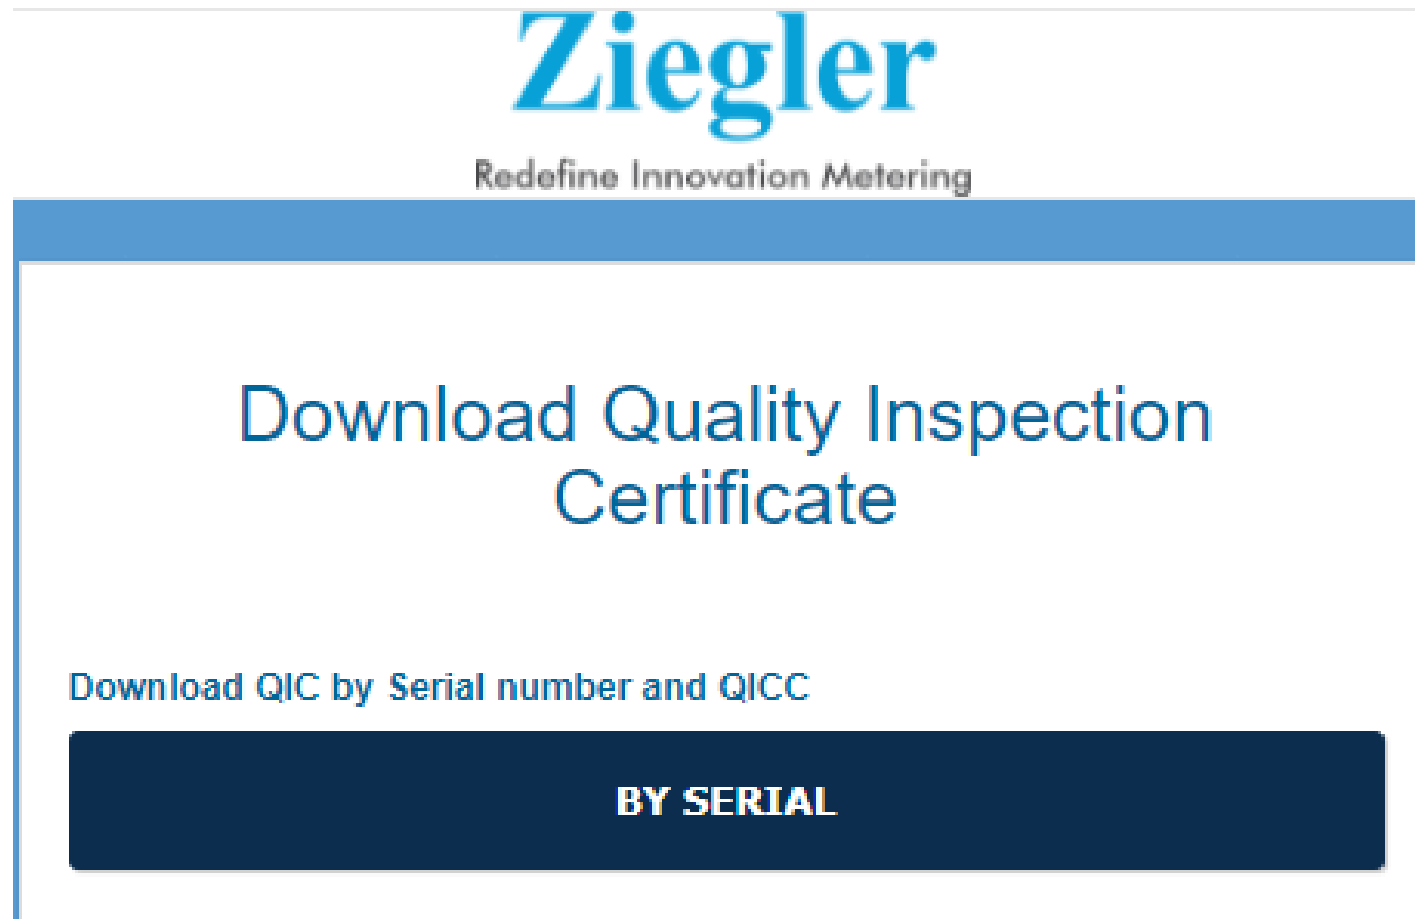 Ziegler
Redefine Innovation Metering
Download Quality Inspection
Certificate
Download QIC by Serial number and QICC
BY SERIAL